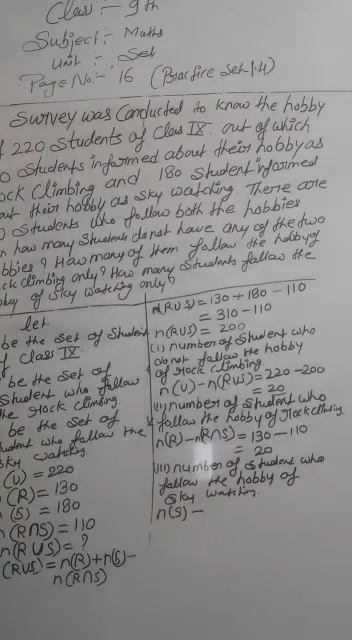 Class :- 9th
Subject :- Maths
Unit :- Set
Page No. :- 16 (Practice Set-1.4)
Survey was conducted to know the hobby
220 students of Class IX. out of which
0 students informed about their hobby as
ock climbing and 180 student informed
out their hobby as sky watching. There are
0 students who follow both the hobbies
how many students do not have any of the two
bbies? How many of them follow the hobby of
ck climbing only? How many students follow the
by of sky watching only?
let.
be the set of student
f class IX
be the set of
student who follow
the rock climbing
be the set of
udent who follow the
sky watching.
(U) = 220
(R) = 130
(S) = 180
(R∩S) = 110
n(R∪S) = ?
(R∪S) = n(R)+n(S)-
n(R∩S)
n(R∪S) = 130+180-110
= 310-110
n(R∪S) = 200
(i) number of student who
do not follow the hobby
of rock climbing.
n(U)-n(R∪S) = 220-200
= 20
(ii) number of student who
follow the hobby of rock climbing
n(R)-n(R∩S) = 130-110
= 20
(iii) number of student who
follow the hobby of
sky watching.
n(S) -